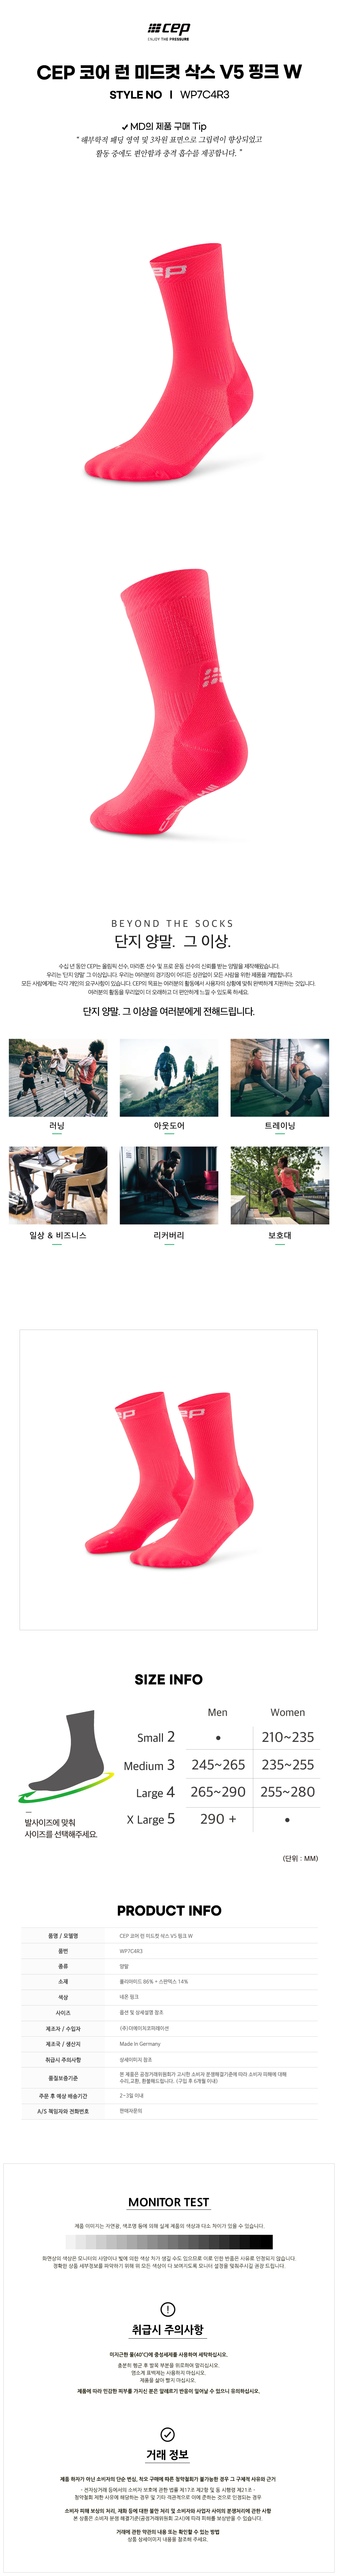 cep
ENJOY THE PRESSURE
CEP 코어 런 미드컷 삭스 V5 핑크 W
STYLE NO I WP7C4R3
MD의 제품 구매 Tip
“ 해부학적 패딩 영역 및 3차원 표면으로 그립력이 향상되었고
활동 중에도 편안함과 충격 흡수를 제공합니다. ”
BEYOND THE SOCKS
단지 양말. 그 이상.
수십 년 동안 CEP는 올림픽 선수, 마라톤 선수 및 프로 운동 선수의 신뢰를 받는 양말을 제작해왔습니다.
우리는 '단지 양말' 그 이상입니다. 우리는 여러분의 경기장이 어디든 상관없이 모든 사람을 위한 제품을 개발합니다.
모든 사람에게는 각각 개인의 요구사항이 있습니다. CEP의 목표는 여러분의 활동에서 사용자의 상황에 맞춰 완벽하게 지원하는 것입니다.
여러분의 활동을 무리없이 더 오래하고 더 편안하게 느낄 수 있도록 하세요.
단지 양말. 그 이상을 여러분에게 전해드립니다.
러닝
아웃도어
트레이닝
일상 & 비즈니스
리커버리
보호대
SIZE INFO
Men Women
Small 2 • 210~235
Medium 3 245~265 235~255
Large 4 265~290 255~280
X Large 5 290 + •
발사이즈에 맞춰
사이즈를 선택해주세요.
(단위 : MM)
PRODUCT INFO
품명 / 모델명 CEP 코어 런 미드컷 삭스 V5 핑크 W
품번 WP7C4R3
종류 양말
소재 폴리아미드 86% + 스판덱스 14%
색상 네온 핑크
사이즈 옵션 및 상세설명 참조
제조자 / 수입자 (주)더에이치코퍼레이션
제조국 / 생산지 Made in Germany
취급시 주의사항 상세이미지 참조
품질보증기준 본 제품은 공정거래위원회가 고시한 소비자 분쟁해결기준에 따라 소비자 피해에 대해
수리,교환, 환불해드립니다. (구입 후 6개월 이내)
주문 후 예상 배송기간 2~3일 이내
A/S 책임자와 전화번호 판매자문의
MONITOR TEST
제품 이미지는 자연광, 색조명 등에 의해 실제 제품의 색상과 다소 차이가 있을 수 있습니다.
화면상의 색상은 모니터의 사양이나 빛에 의한 색상 차가 생길 수도 있으므로 이로 인한 반품은 사유로 인정되지 않습니다.
정확한 상품 세부정보를 파악하기 위해 위 모든 색상이 다 보여지도록 모니터 설정을 맞춰주시길 권장 드립니다.
취급시 주의사항
미지근한 물(40°C)에 중성세제를 사용하여 세탁하십시오.
충분히 헹군 후 발목 부분을 위로하여 말리십시오.
염소계 표백제는 사용하지 마십시오.
제품을 삶아 빨지 마십시오.
제품에 따라 민감한 피부를 가지신 분은 알레르기 반응이 일어날 수 있으니 유의하십시오.
거래 정보
제품 하자가 아닌 소비자의 단순 변심, 착오 구매에 따른 청약철회가 불가능한 경우 그 구체적 사유와 근거
- 전자상거래 등에서의 소비자 보호에 관한 법률 제17조 제2항 및 동 시행령 제21조 -
청약철회 제한 사유에 해당하는 경우 및 기타 객관적으로 이에 준하는 것으로 인정되는 경우
소비자 피해 보상의 처리, 재화 등에 대한 불만 처리 및 소비자와 사업자 사이의 분쟁처리에 관한 사항
본 상품은 소비자 분쟁 해결기준(공정거래위원회 고시)에 따라 피해를 보상받을 수 있습니다.
거래에 관한 약관의 내용 또는 확인할 수 있는 방법
상품 상세이미지 내용을 참조해 주세요.